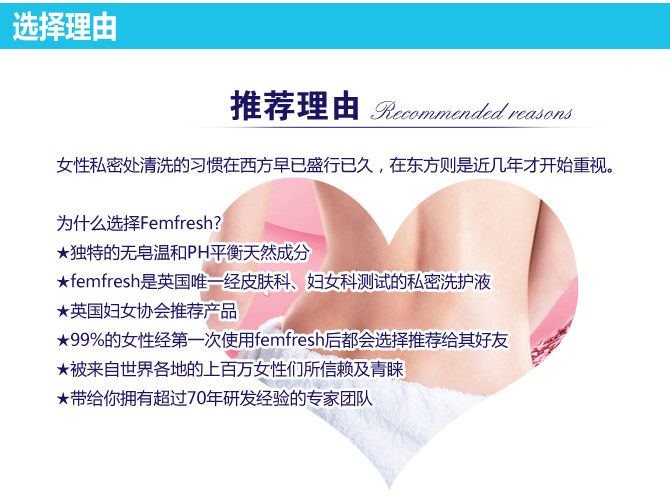 选择理由
推荐理由 Recommended reasons
女性私密处清洗的习惯在西方早已盛行已久，在东方则是近几年才开始重视。
为什么选择Femfresh?
★独特的无皂温和PH平衡天然成分
★femfresh是英国唯一经皮肤科、妇女科测试的私密洗护液
★英国妇女协会推荐产品
★99%的女性经第一次使用femfresh后都会选择推荐给其好友
★被来自世界各地的上百万女性们所信赖及青睐
★带给你拥有超过70年研发经验的专家团队